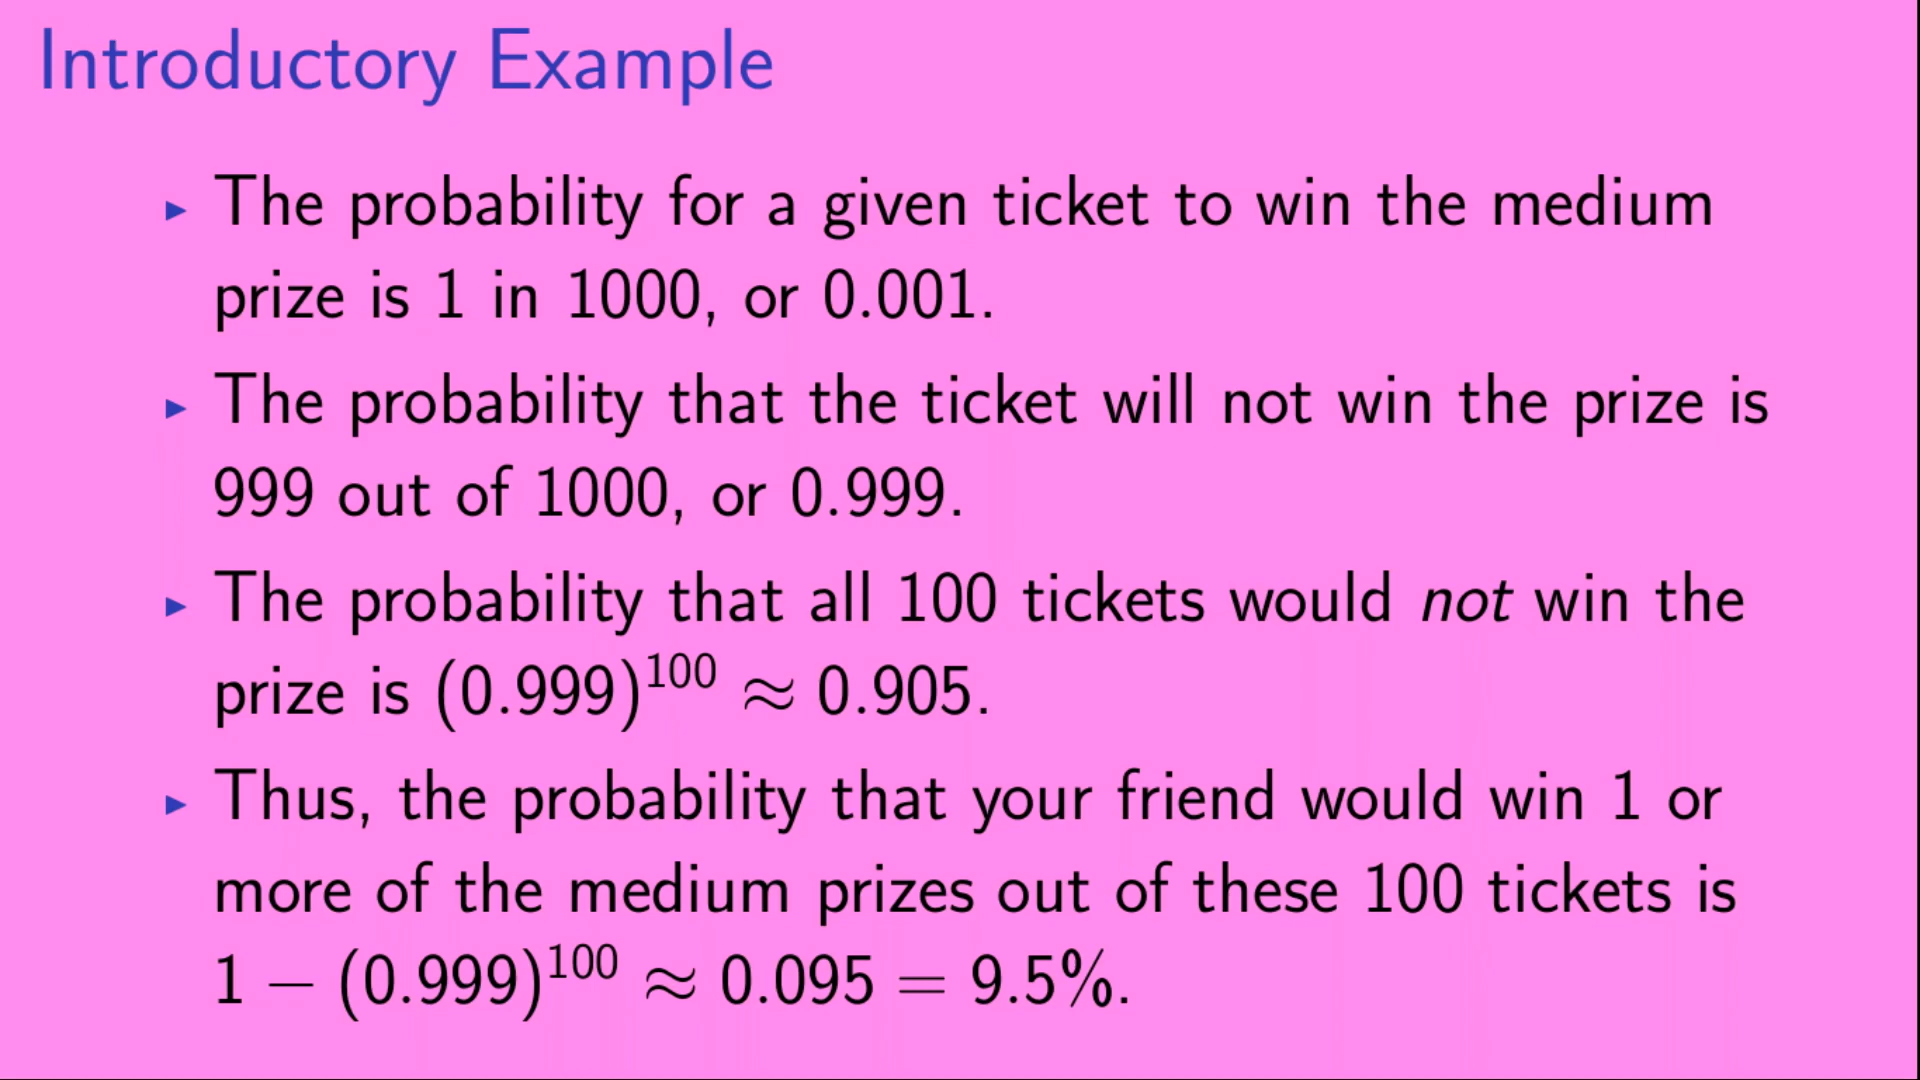 Introductory Example
▸ The probability for a given ticket to win the medium
prize is 1 in 1000, or 0.001.
▸ The probability that the ticket will not win the prize is
999 out of 1000, or 0.999.
▸ The probability that all 100 tickets would not win the
prize is (0.999)^100 ≈ 0.905.
▸ Thus, the probability that your friend would win 1 or
more of the medium prizes out of these 100 tickets is
1 − (0.999)^100 ≈ 0.095 = 9.5%.